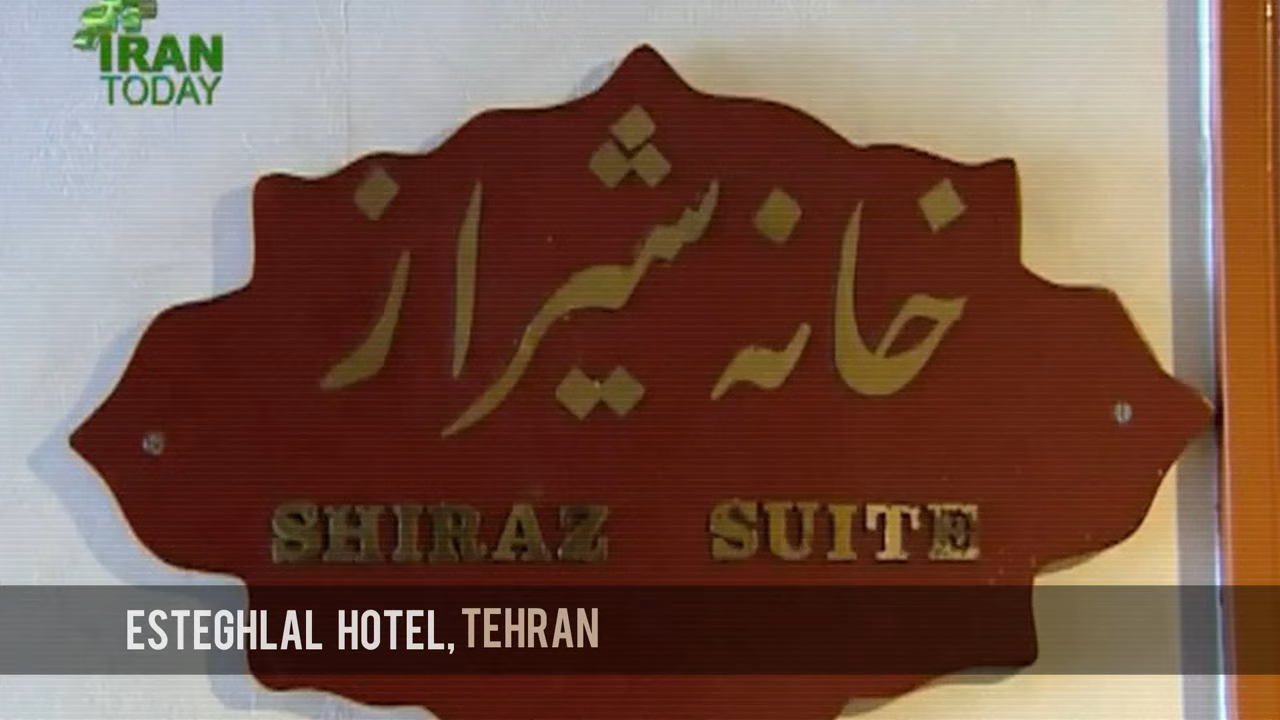 IRAN
TODAY
خانه شیراز
SHIRAZ SUITE
ESTEGHLAL HOTEL, TEHRAN